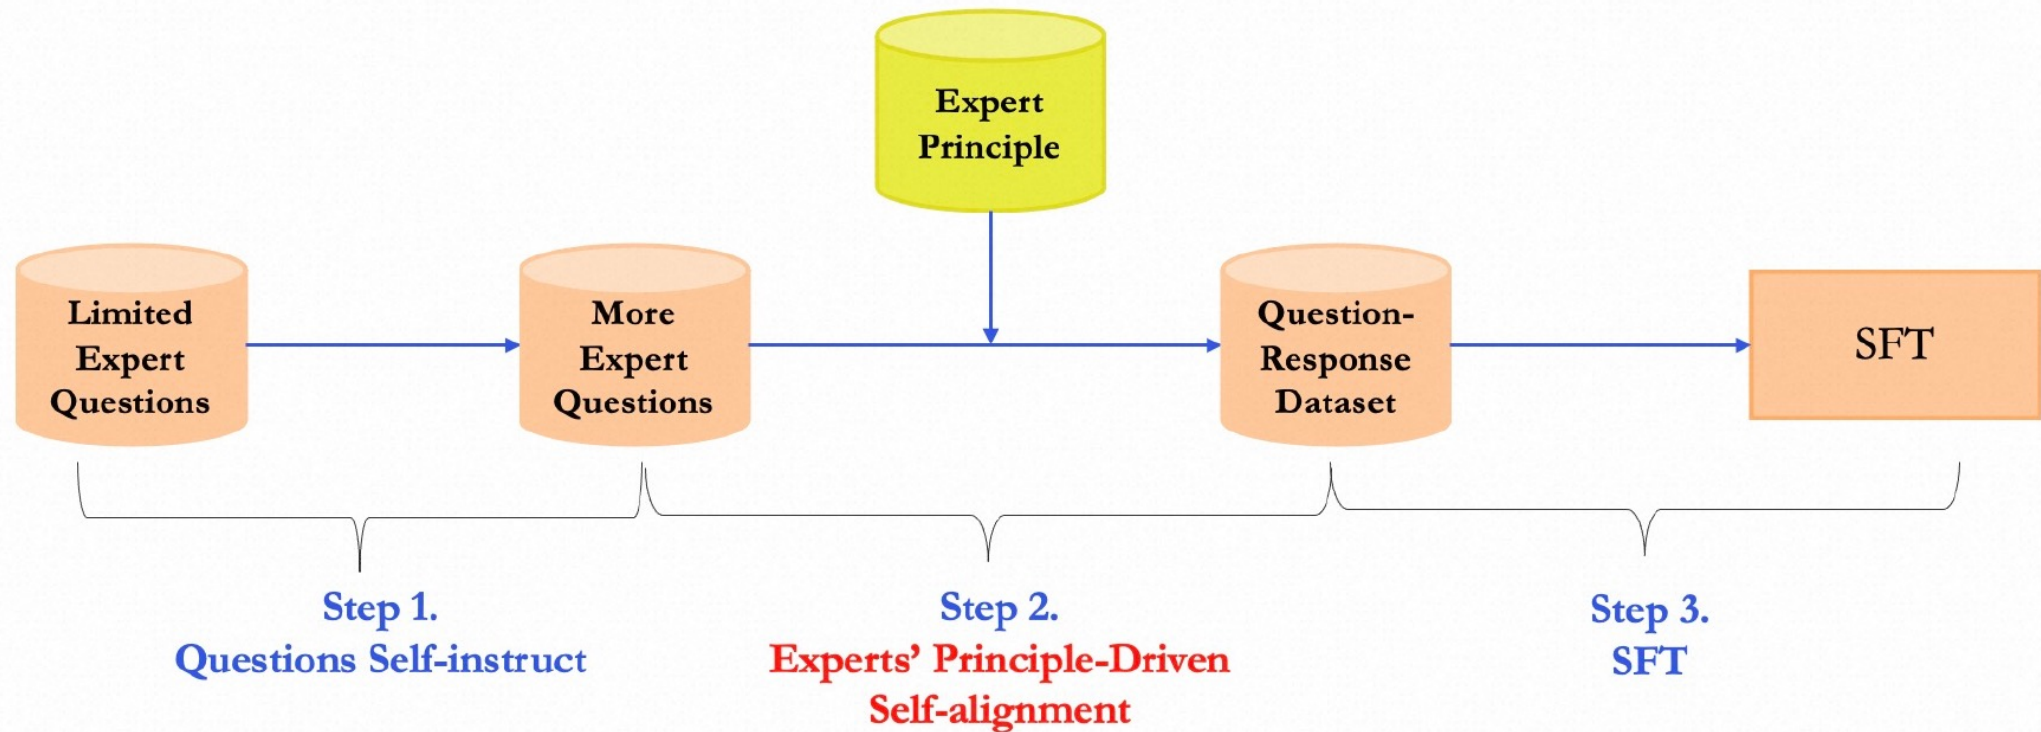 Expert
Principle
Limited
Expert
Questions
More
Expert
Questions
Question-
Response
Dataset
SFT
Step 1.
Questions Self-instruct
Step 2.
Experts’ Principle-Driven
Self-alignment
Step 3.
SFT